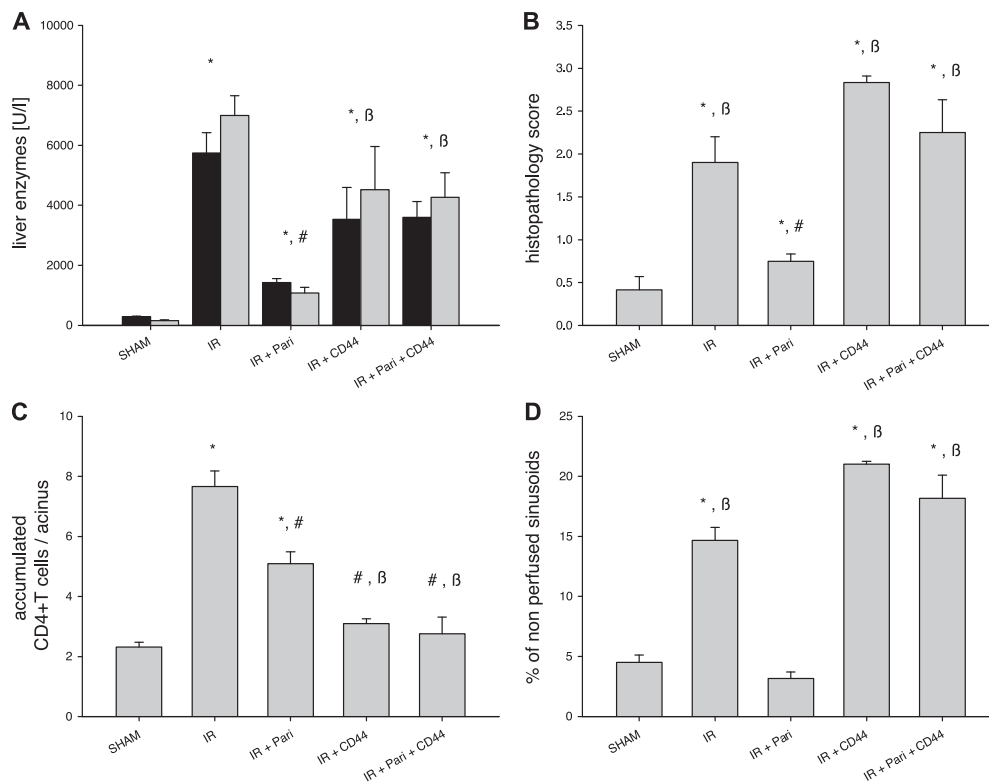 A
liver enzymes [U/l]
10000
8000
6000
4000
2000
0
*
*, #
*, ß
*, ß
SHAM
IR
IR + Pari
IR + CD44
IR + Pari + CD44
B
histopathology score
3.5
3.0
2.5
2.0
1.5
1.0
0.5
0.0
*, ß
*, #
*, ß
*, ß
SHAM
IR
IR + Pari
IR + CD44
IR + Pari + CD44
C
accumulated
CD4+T cells / acinus
10
8
6
4
2
0
*
*, #
# , ß
# , ß
SHAM
IR
IR + Pari
IR + CD44
IR + Pari + CD44
D
% of non perfused sinusoids
25
20
15
10
5
0
* , ß
* , ß
* , ß
SHAM
IR
IR + Pari
IR + CD44
IR + Pari + CD44